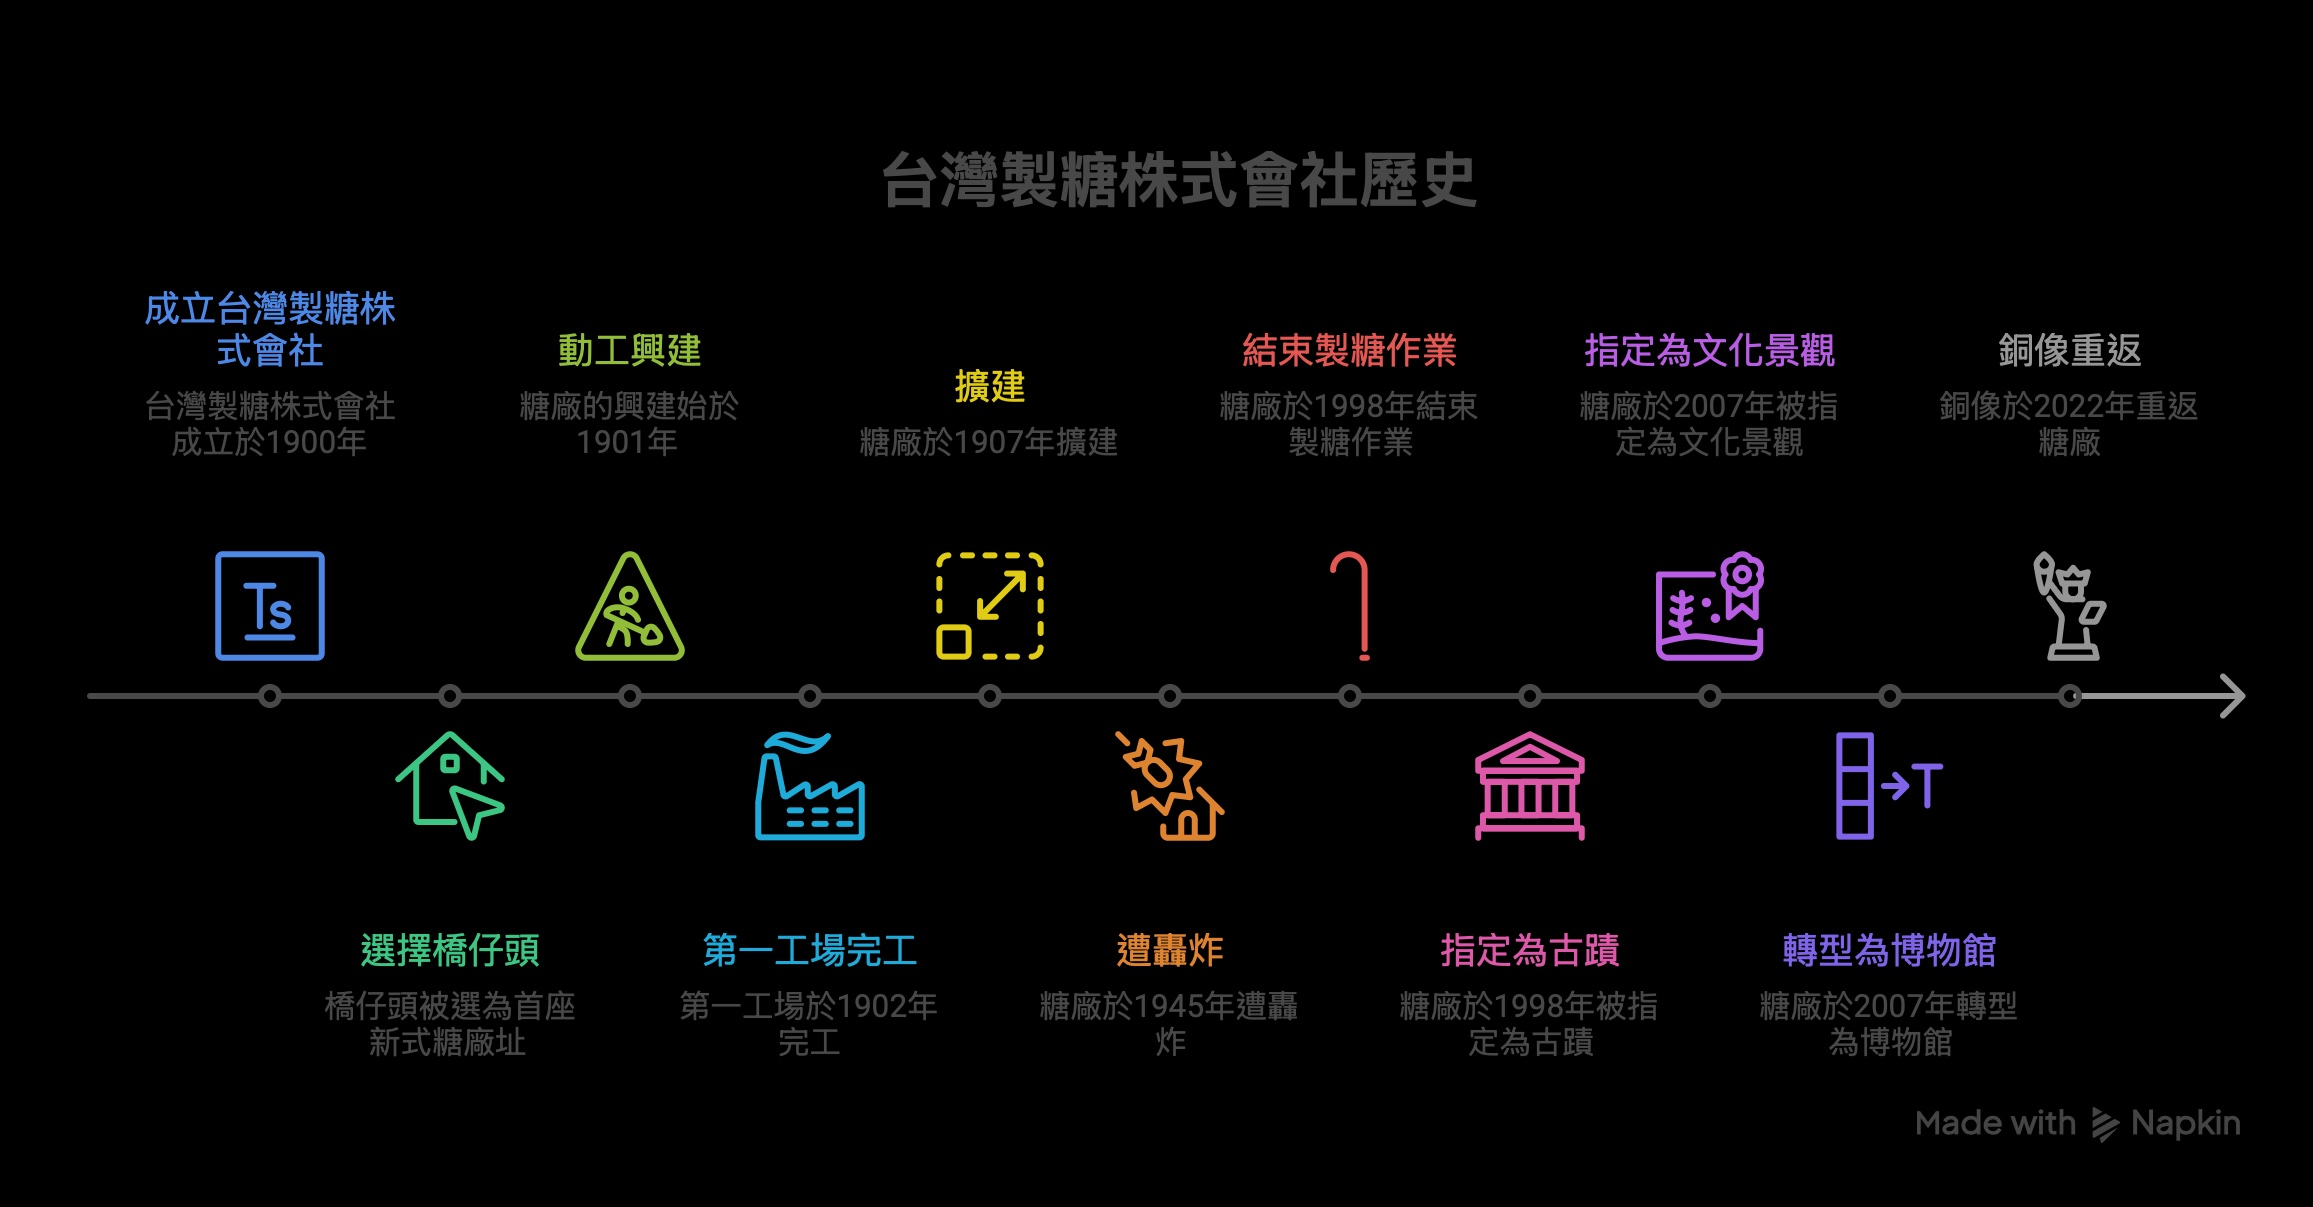 台灣製糖株式會社歷史
成立台灣製糖株
式會社
台灣製糖株式會社
成立於1900年
動工興建
糖廠的興建始於
1901年
擴建
糖廠於1907年擴建
結束製糖作業
糖廠於1998年結束
製糖作業
指定為文化景觀
糖廠於2007年被指
定為文化景觀
銅像重返
銅像於2022年重返
糖廠
Ts
T
選擇橋仔頭
橋仔頭被選為首座
新式糖廠址
第一工場完工
第一工場於1902年
完工
遭轟炸
糖廠於1945年遭轟
炸
指定為古蹟
糖廠於1998年被指
定為古蹟
轉型為博物館
糖廠於2007年轉型
為博物館
Made with Napkin